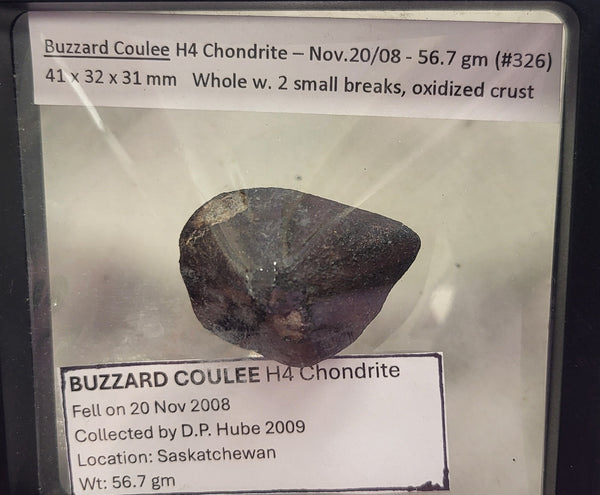 Buzzard Coulee H4 Chondrite – Nov.20/08 - 56.7 gm (#326)
41 x 32 x 31 mm Whole w. 2 small breaks, oxidized crust
BUZZARD COULEE H4 Chondrite
Fell on 20 Nov 2008
Collected by D.P. Hube 2009
Location: Saskatchewan
Wt: 56.7 gm